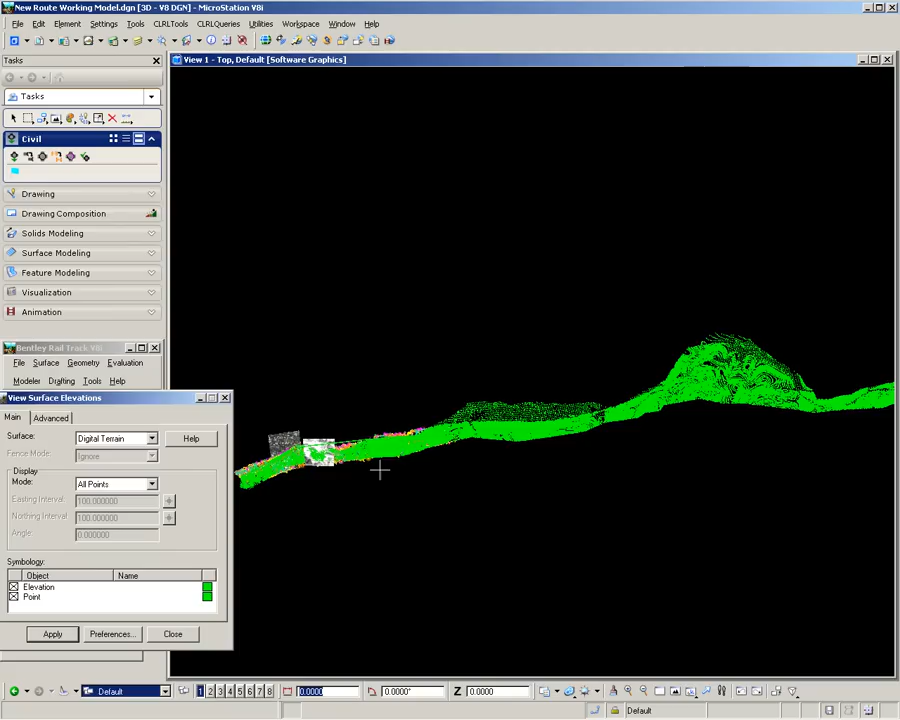 New Route Working Model.dgn [3D - V8 DGN] - MicroStation V8i
File Edit Element Settings Tools CLRLTools CLRLQueries Utilities Workspace Window Help
Tasks
View 1 - Top, Default [Software Graphics]
Tasks
Civil
Drawing
Drawing Composition
Solids Modeling
Surface Modeling
Feature Modeling
Visualization
Animation
Bentley Rail Track V8i
File Surface Geometry Evaluation
Modeler Drafting Tools Help
View Surface Elevations
Main Advanced
Surface: Digital Terrain Help
Fence Mode: Ignore
Display
Mode: All Points
Easting Interval: 100.000000
Northing Interval: 100.000000
Angle: 0.000000
Symbology:
Object Name
Elevation
Point
Apply Preferences... Close
Default 1 2 3 4 5 6 7 8 0.0000 0.0000° Z 0.0000
Default